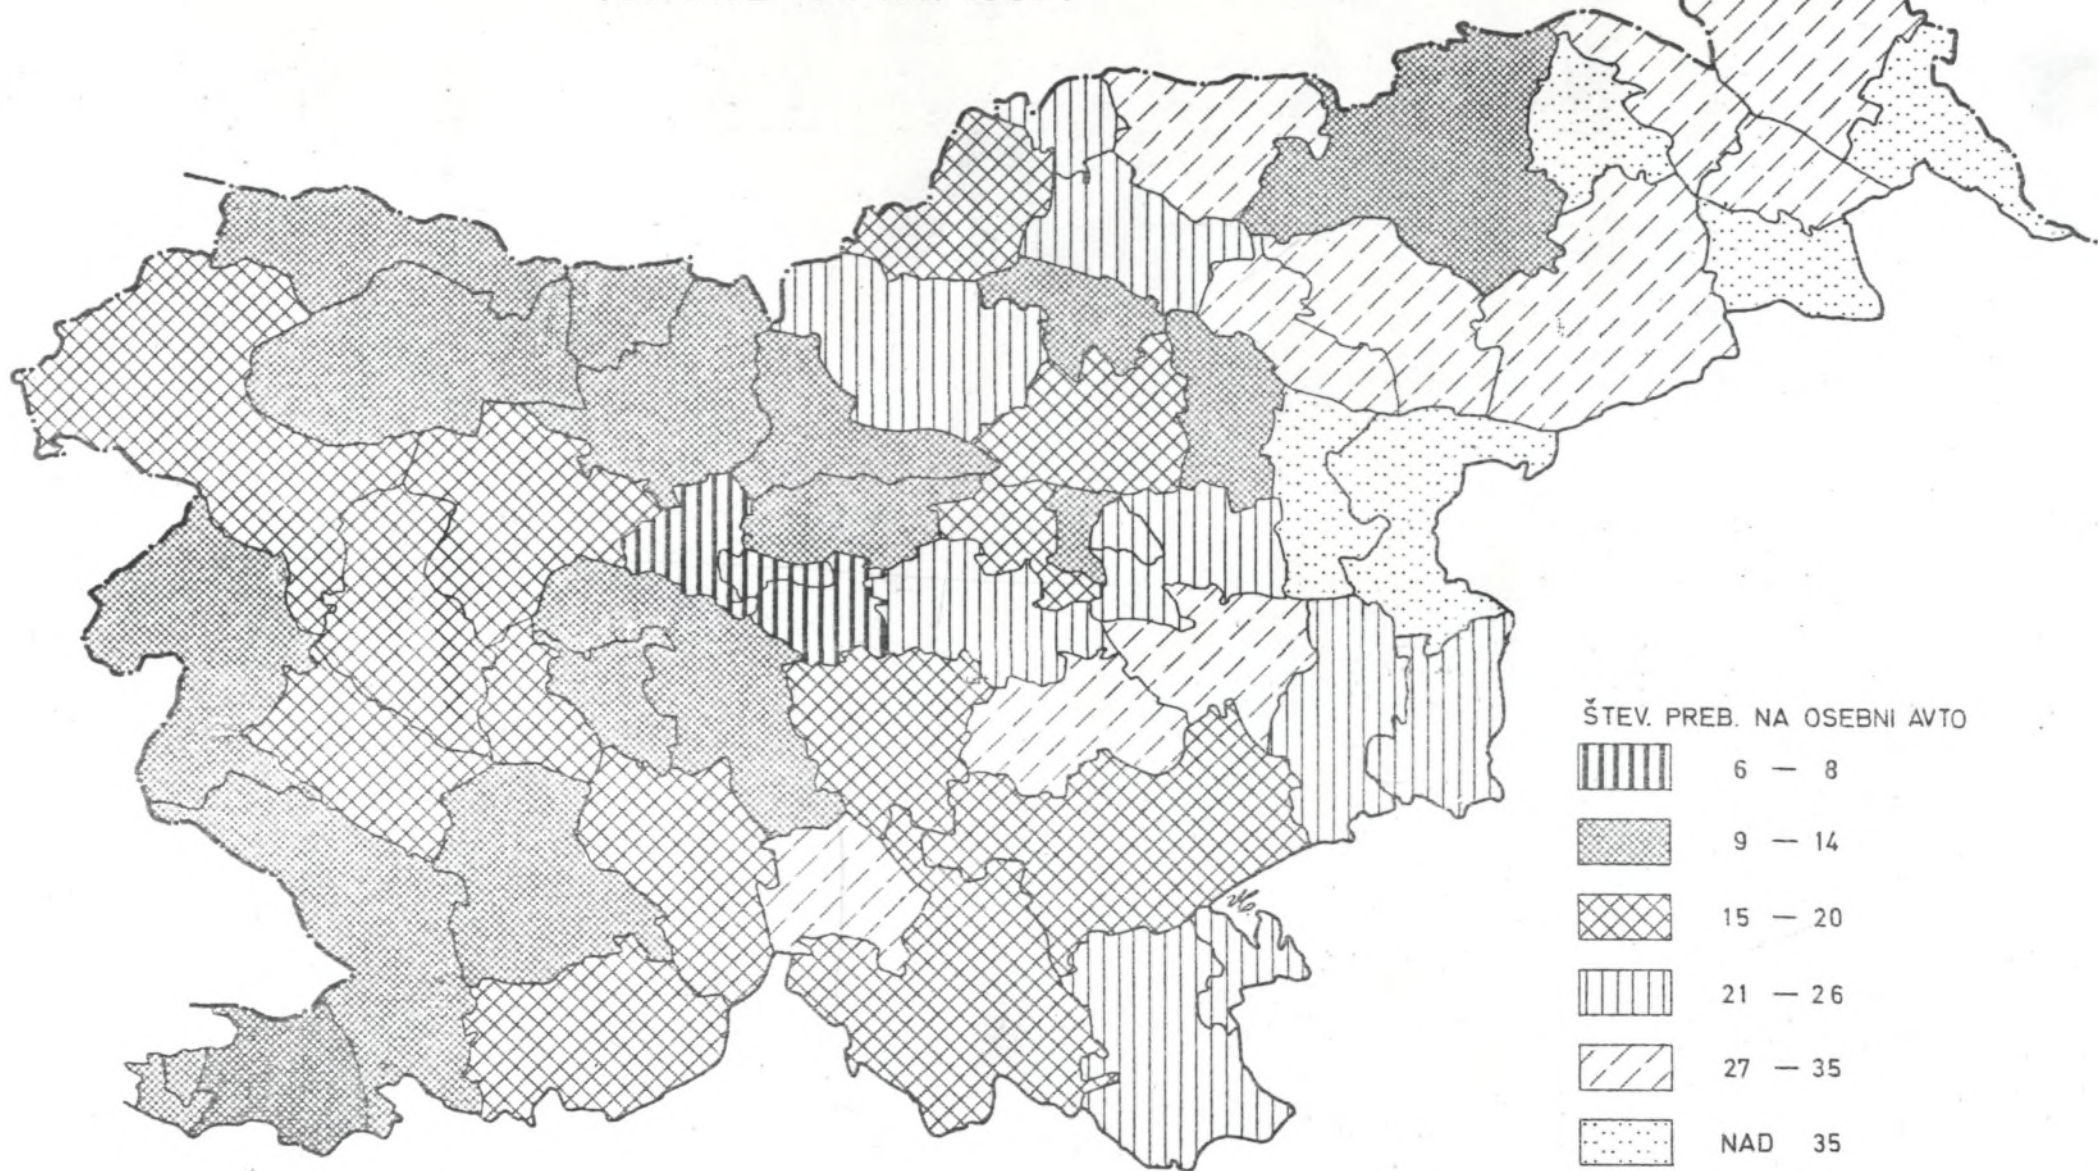 ŠTEV. PREB. NA OSEBNI AVTO
6 — 8
9 — 14
15 — 20
21 — 26
27 — 35
NAD 35